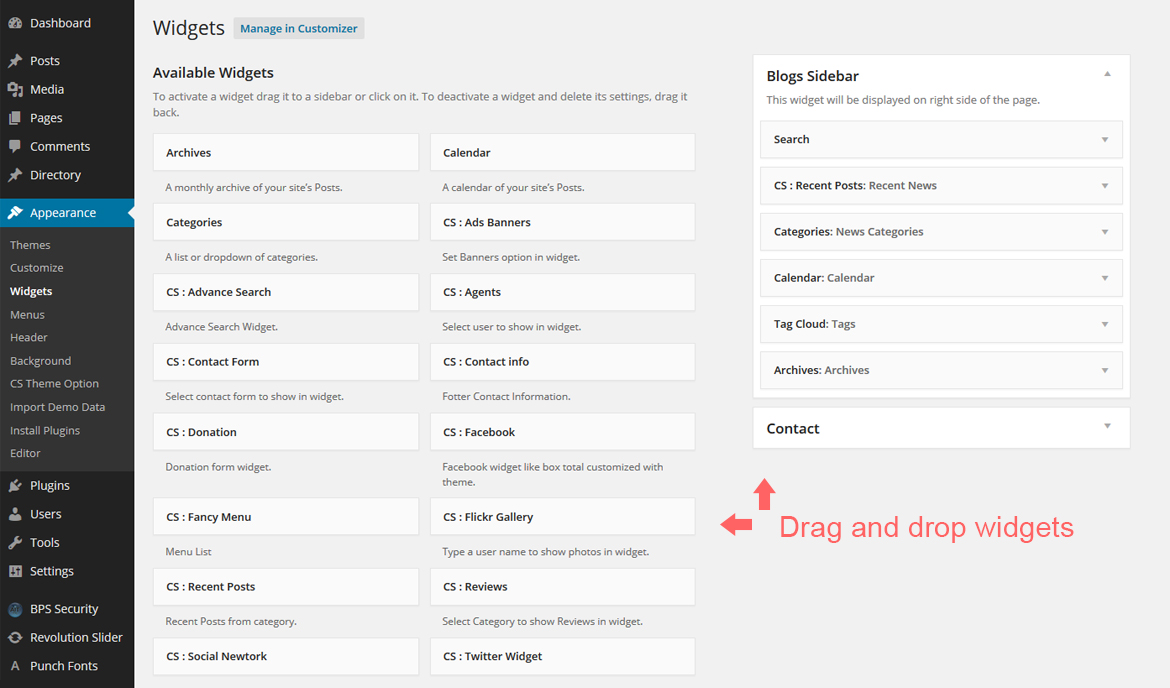 Dashboard
Posts
Media
Pages
Comments
Directory
Appearance
Themes
Customize
Widgets
Menus
Header
Background
CS Theme Option
Import Demo Data
Install Plugins
Editor
Plugins
Users
Tools
Settings
BPS Security
Revolution Slider
A Punch Fonts
Widgets Manage in Customizer
Available Widgets
To activate a widget drag it to a sidebar or click on it. To deactivate a widget and delete its settings, drag it
back.
Archives
A monthly archive of your site's Posts.
Calendar
A calendar of your site's Posts.
Categories
A list or dropdown of categories.
CS : Ads Banners
Set Banners option in widget.
CS : Advance Search
Advance Search Widget.
CS : Agents
Select user to show in widget.
CS : Contact Form
Select contact form to show in widget.
CS : Contact info
Fotter Contact Information.
CS : Donation
Donation form widget.
CS : Facebook
Facebook widget like box total customized with
theme.
CS : Fancy Menu
Menu List
CS : Flickr Gallery
Type a user name to show photos in widget.
CS : Recent Posts
Recent Posts from category.
CS : Reviews
Select Category to show Reviews in widget.
CS : Social Newtork
CS : Twitter Widget
Blogs Sidebar
This widget will be displayed on right side of the page.
Search
CS : Recent Posts: Recent News
Categories: News Categories
Calendar: Calendar
Tag Cloud: Tags
Archives: Archives
Contact
Drag and drop widgets